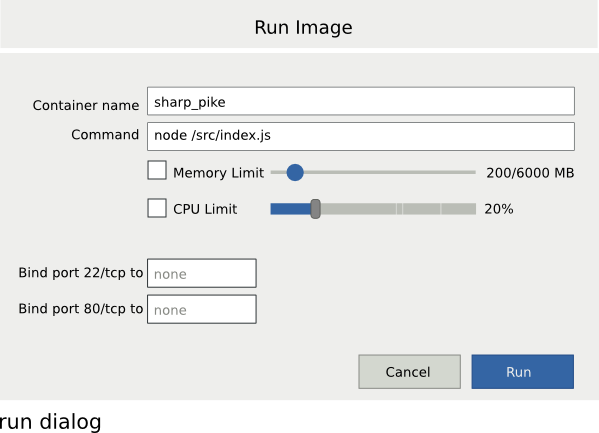 Run Image
Container name sharp_pike
Command node /src/index.js
Memory Limit 200/6000 MB
CPU Limit 20%
Bind port 22/tcp to none
Bind port 80/tcp to none
Cancel Run
run dialog